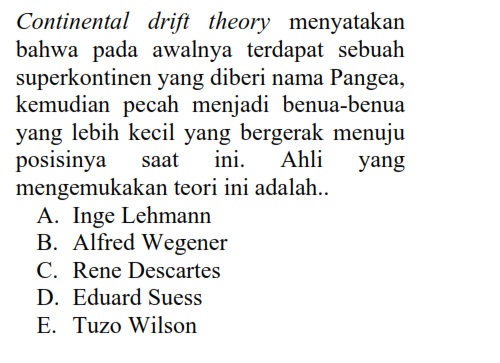 Continental drift theory menyatakan
bahwa pada awalnya terdapat sebuah
superkontinen yang diberi nama Pangea,
kemudian pecah menjadi benua-benua
yang lebih kecil yang bergerak menuju
posisinya saat ini. Ahli yang
mengemukakan teori ini adalah..
A. Inge Lehmann
B. Alfred Wegener
C. Rene Descartes
D. Eduard Suess
E. Tuzo Wilson